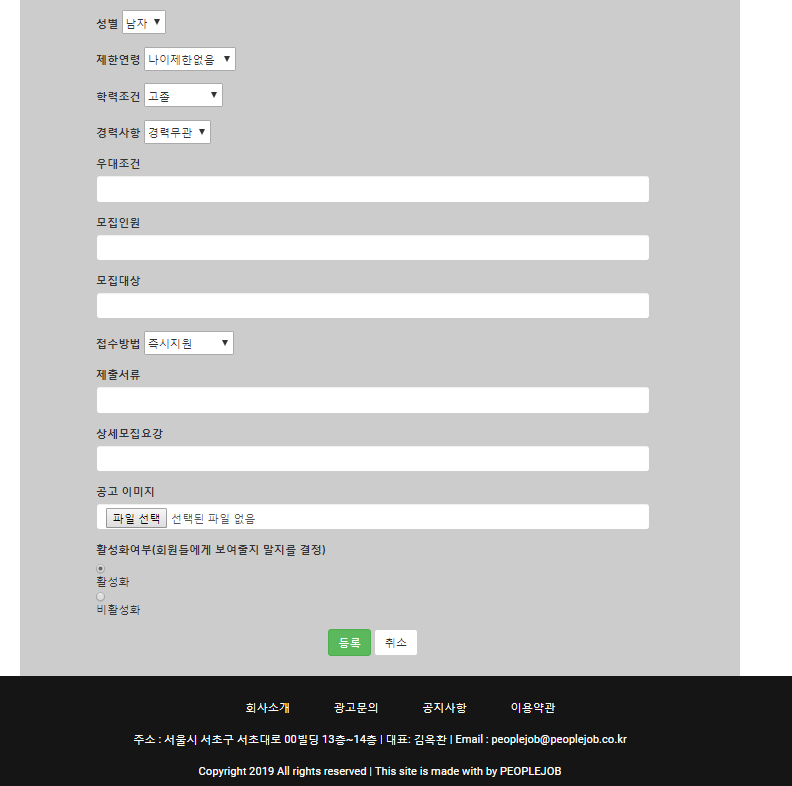 성별 남자
제한연령 나이제한없음
학력조건 고졸
경력사항 경력무관
우대조건
모집인원
모집대상
접수방법 즉시지원
제출서류
상세모집요강
공고 이미지
파일 선택 선택된 파일 없음
활성화여부(회원들에게 보여줄지 말지를 결정)
활성화
비활성화
등록 취소
회사소개 광고문의 공지사항 이용약관
주소 : 서울시 서초구 서초대로 00빌딩 13층~14층 | 대표: 김옥환 | Email : peoplejob@peoplejob.co.kr
Copyright 2019 All rights reserved | This site is made with by PEOPLEJOB